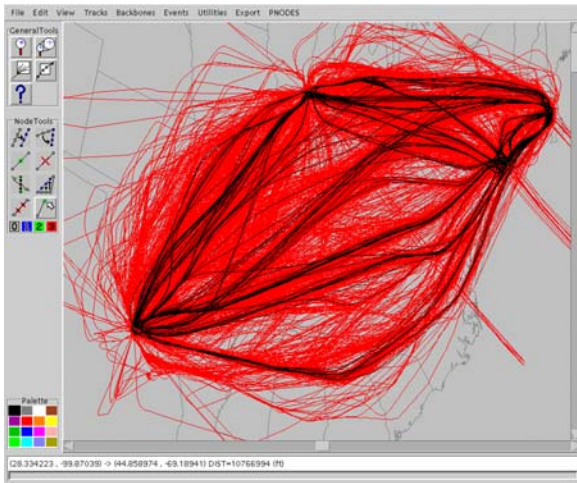 File Edit View Tracks Backbones Events Utilities Export PNODES
GeneralTools
?
NodeTools
0 1 2 3
Palette
(28.334223 , -99.87039) -> (44.858974 , -69.18941) DIST=10766994 (ft)